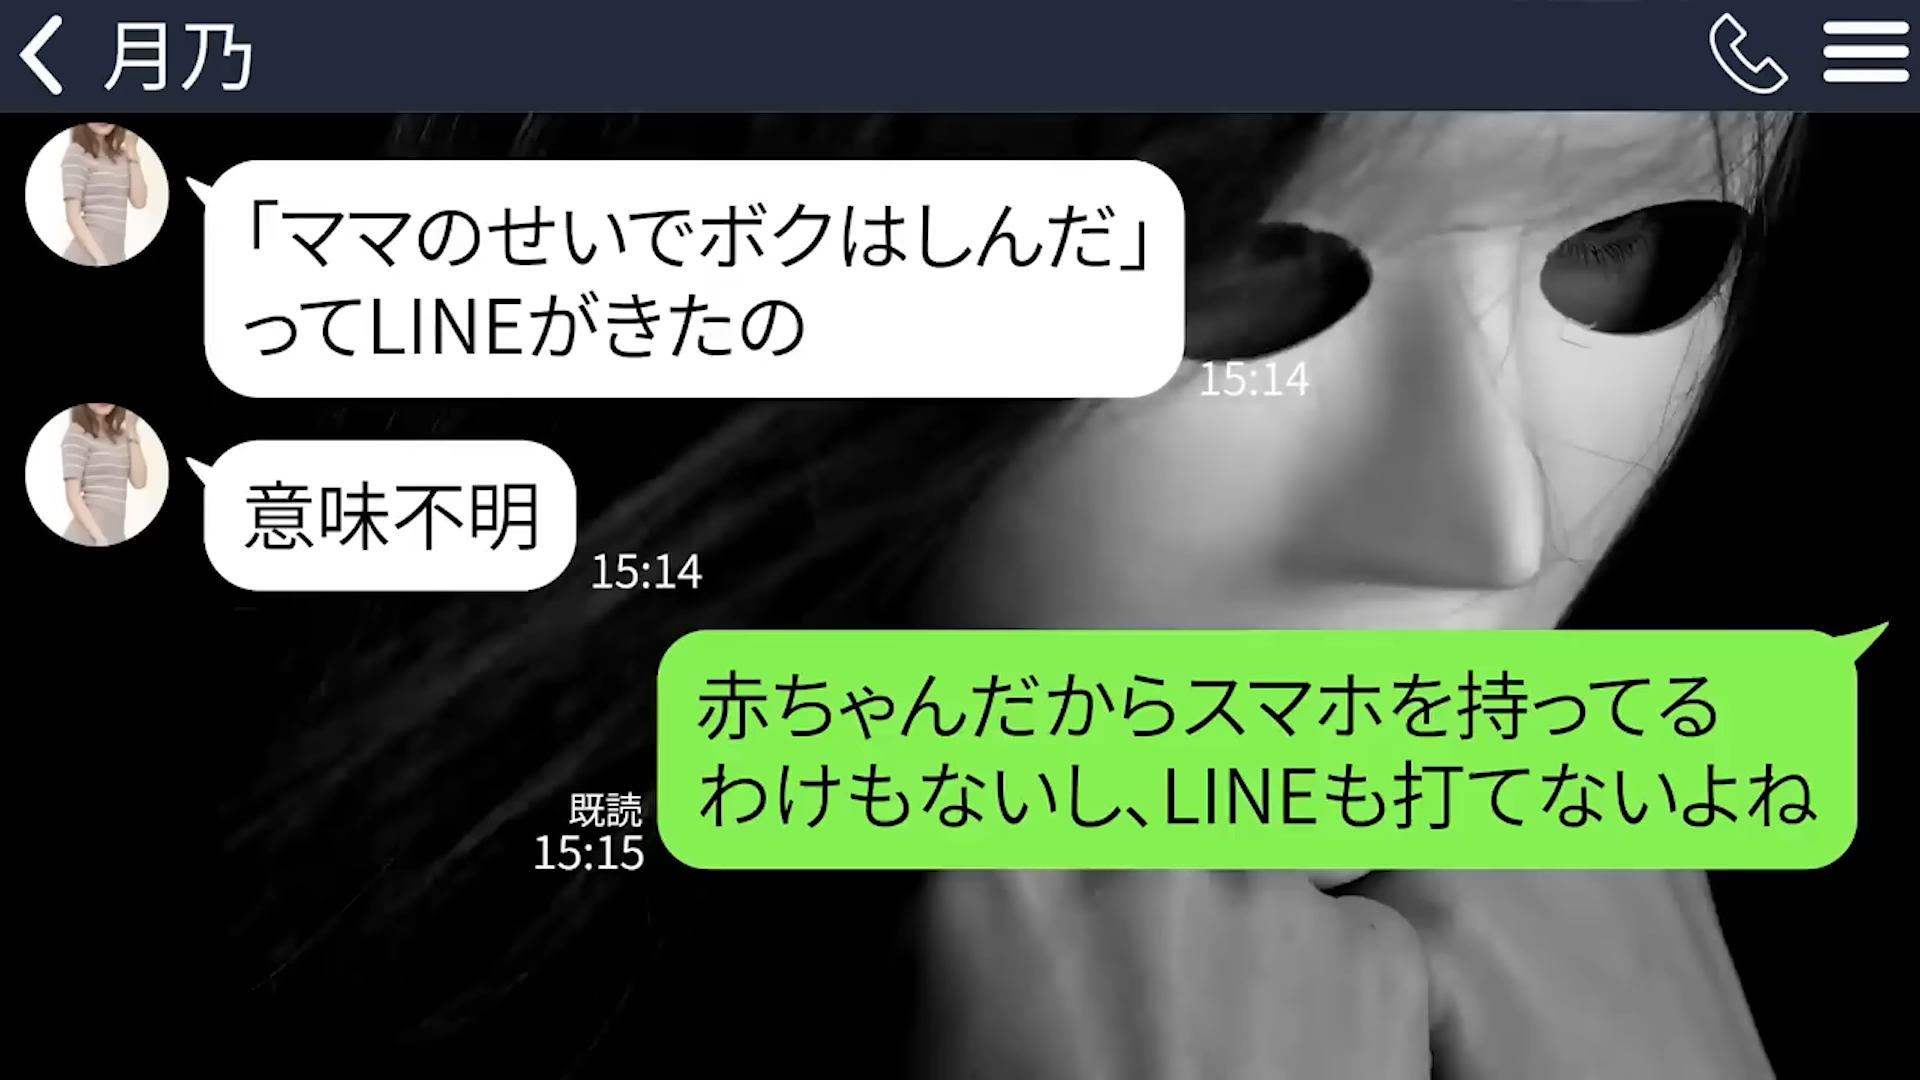 月乃
「ママのせいでボクはしんだ」
ってLINEがきたの
15:14
意味不明
15:14
赤ちゃんだからスマホを持ってる
わけもないし、LINEも打てないよね
既読
15:15